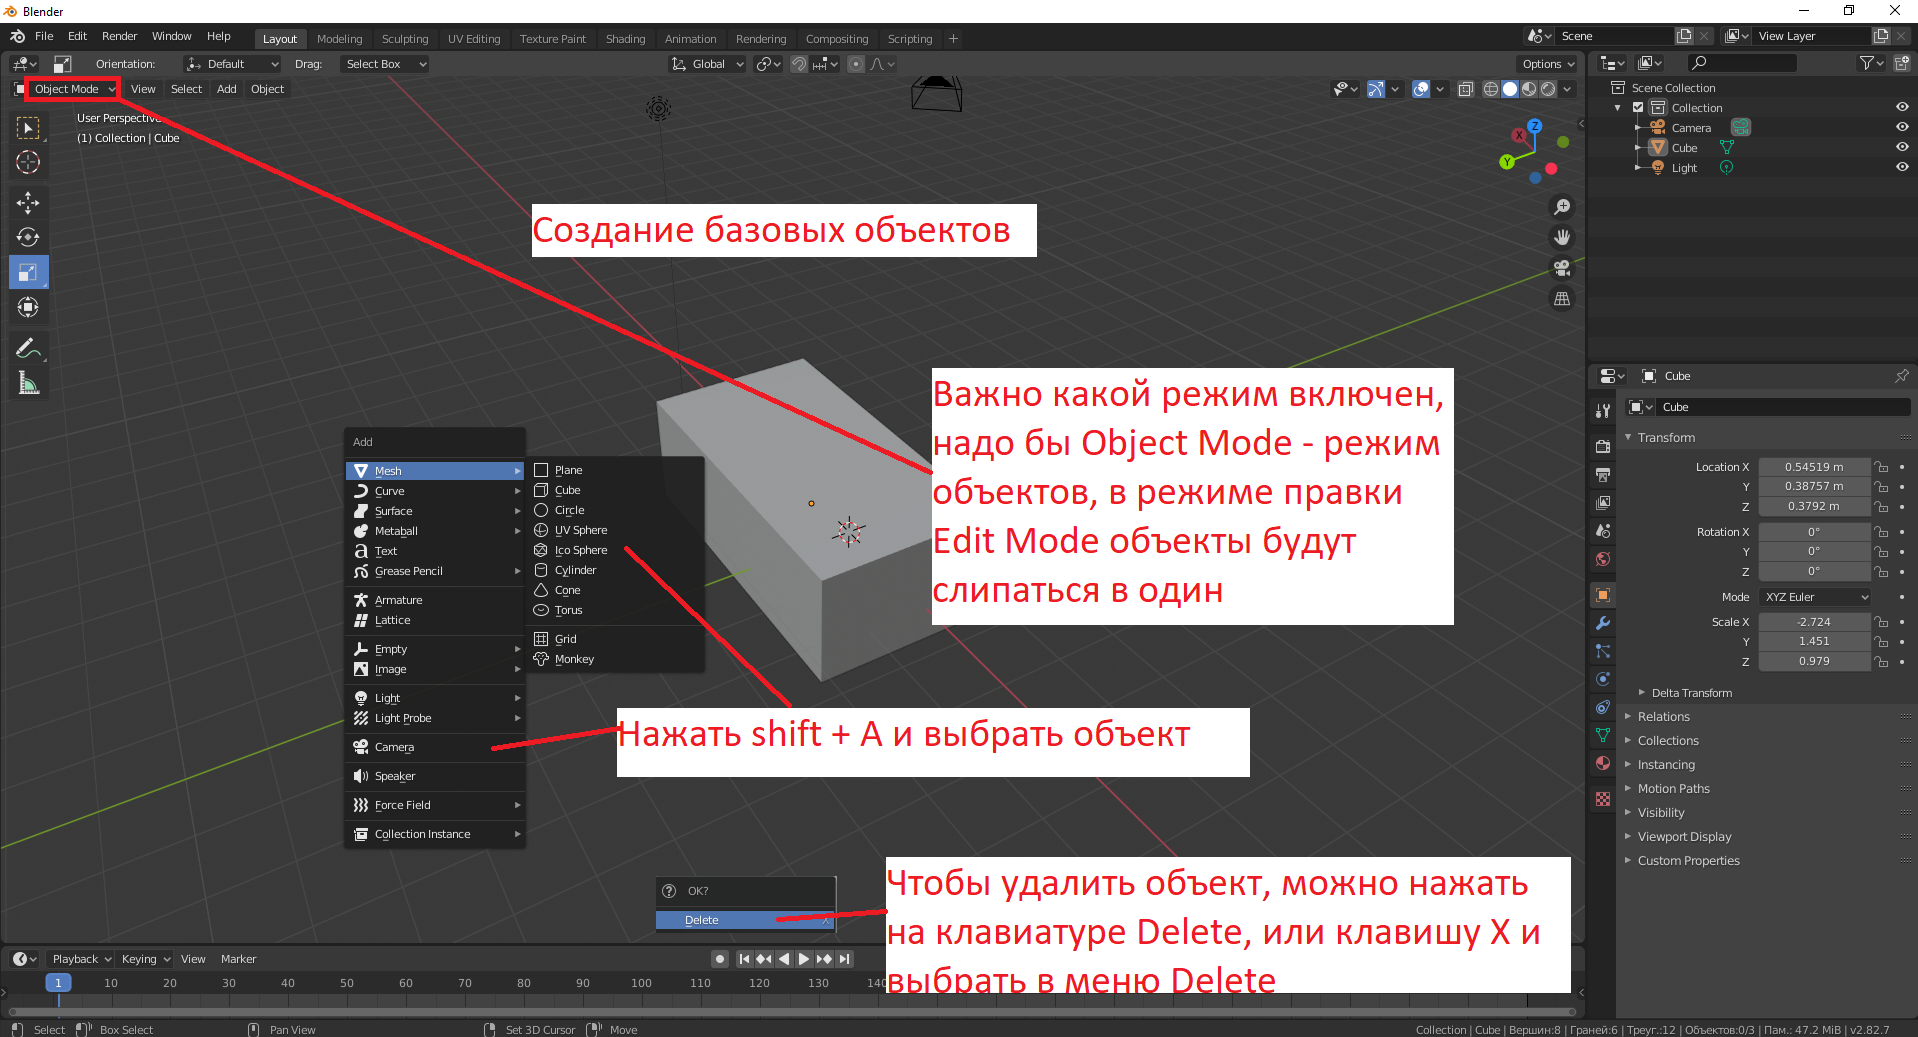 Blender
File Edit Render Window Help
Layout Modeling Sculpting UV Editing Texture Paint Shading Animation Rendering Compositing Scripting +
Scene
View Layer
Orientation: Default Drag: Select Box
Global
Options
Object Mode View Select Add Object
User Perspective
(1) Collection | Cube
Scene Collection
Collection
Camera
Cube
Light
Z
X
Y
Создание базовых объектов
Важно какой режим включен,
надо бы Object Mode - режим
объектов, в режиме правки
Edit Mode объекты будут
слипаться в один
Add
Mesh
Curve
Surface
Metaball
Text
Grease Pencil
Armature
Lattice
Empty
Image
Light
Light Probe
Camera
Speaker
Force Field
Collection Instance
Plane
Cube
Circle
UV Sphere
Ico Sphere
Cylinder
Cone
Torus
Grid
Monkey
Нажать shift + A и выбрать объект
OK?
Delete X
Чтобы удалить объект, можно нажать
на клавиатуре Delete, или клавишу X и
выбрать в меню Delete
Cube
Cube
Transform
Location X 0.54519 m
Y 0.38757 m
Z 0.3792 m
Rotation X 0°
Y 0°
Z 0°
Mode XYZ Euler
Scale X -2.724
Y 1.451
Z 0.979
Delta Transform
Relations
Collections
Instancing
Motion Paths
Visibility
Viewport Display
Custom Properties
Playback Keying View Marker
1 10 20 30 40 50 60 70 80 90 100 110 120 130 140
Select Box Select Pan View Set 3D Cursor Move
Collection | Cube | Вершин:8 | Граней:6 | Треуг.:12 | Объектов:0/3 | Пам.: 47.2 MiB | v2.82.7